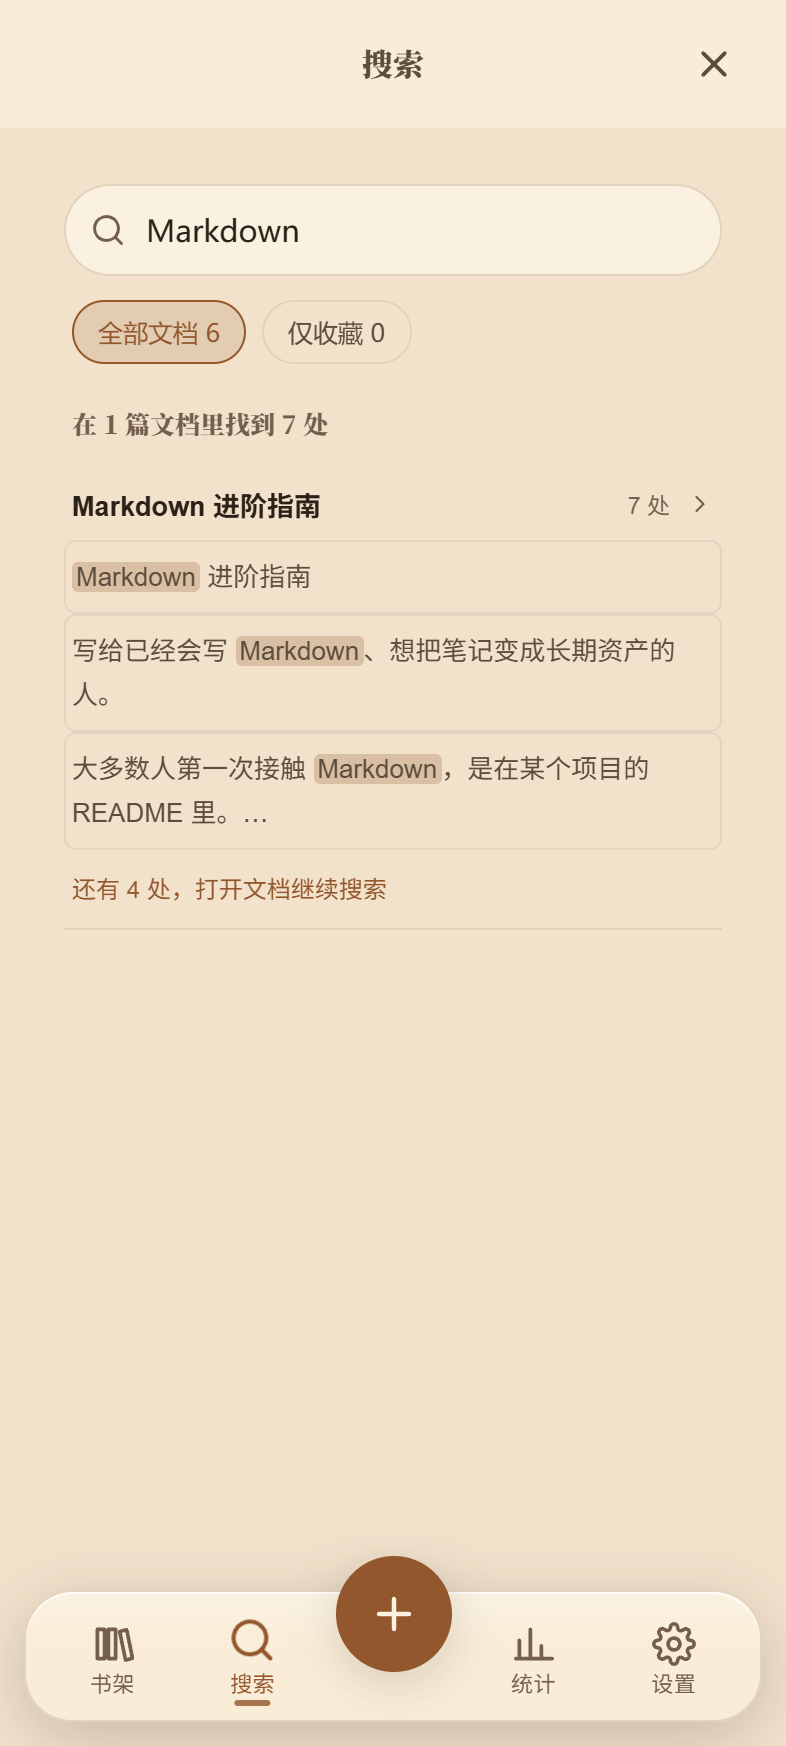 搜索
Markdown
全部文档 6
仅收藏 0
在 1 篇文档里找到 7 处
Markdown 进阶指南
7 处
Markdown 进阶指南
写给已经会写 Markdown、想把笔记变成长期资产的
人。
大多数人第一次接触 Markdown，是在某个项目的
README 里。…
还有 4 处，打开文档继续搜索
书架
搜索
统计
设置